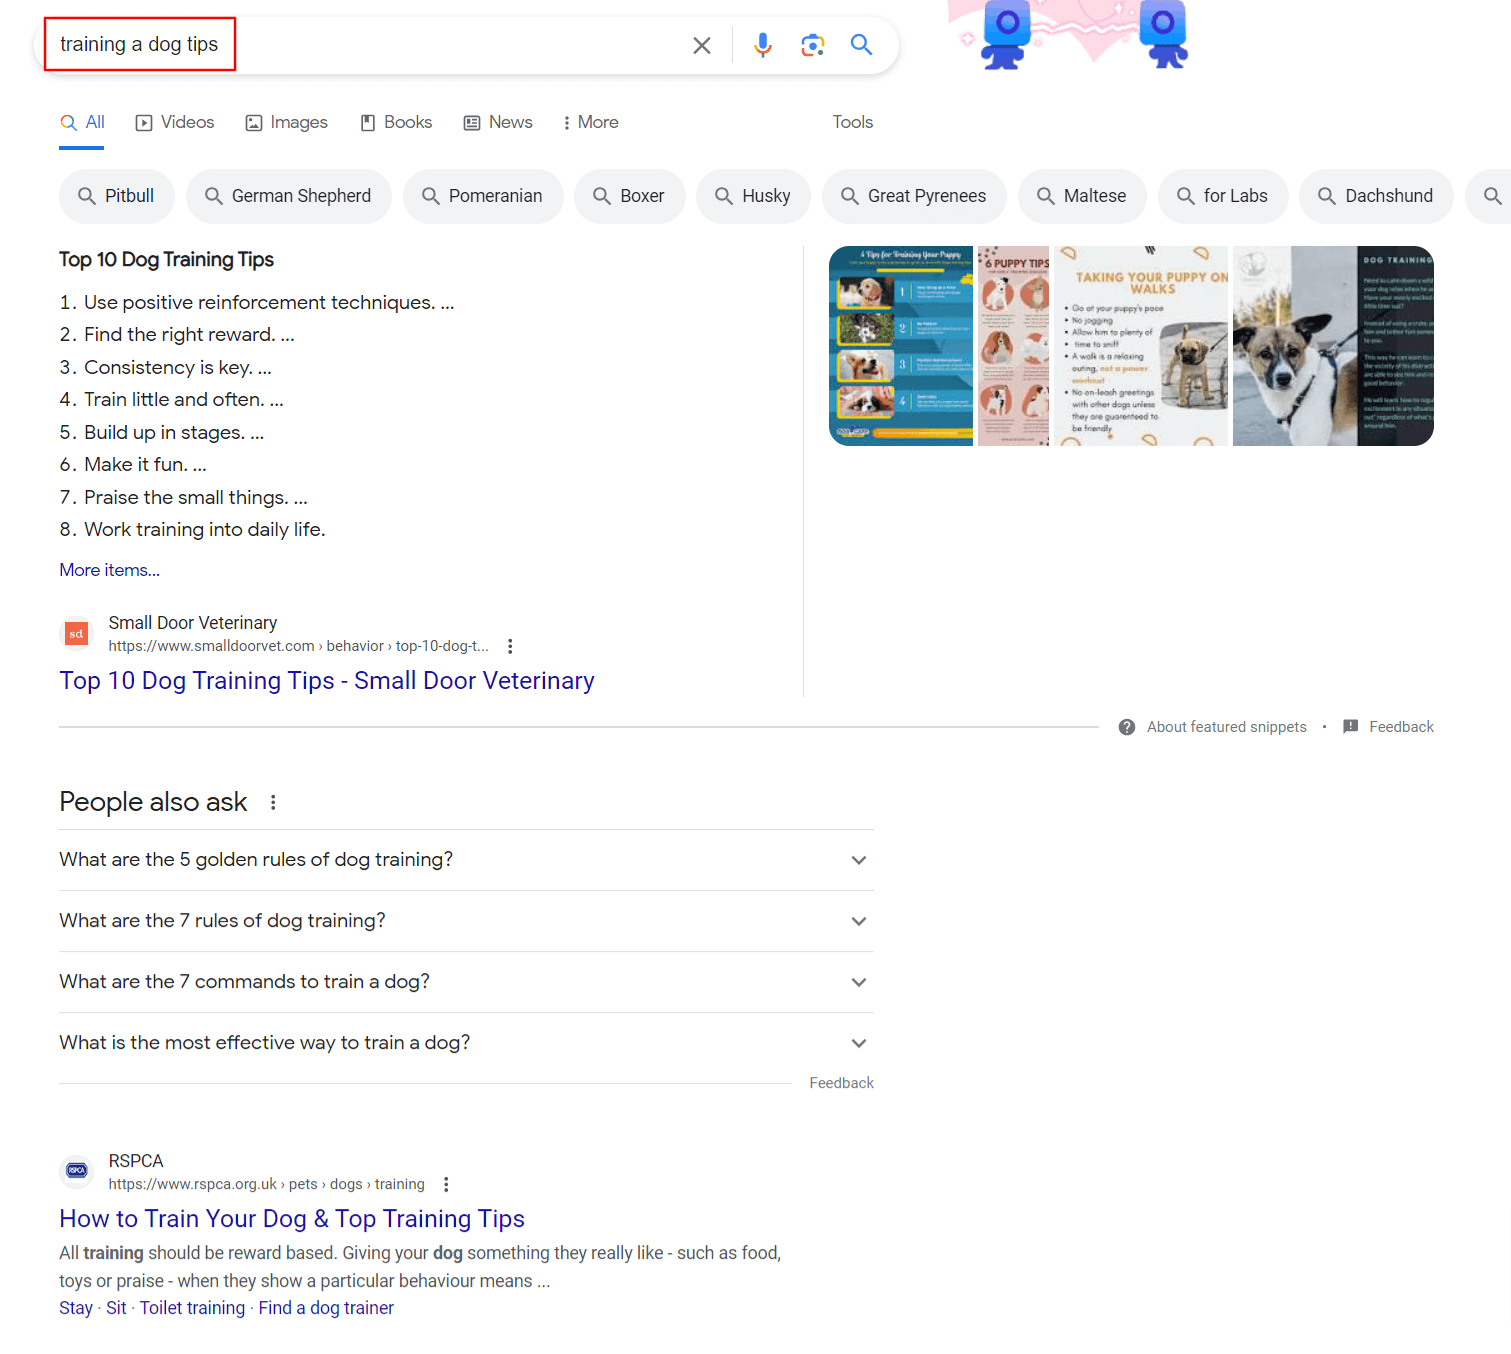 training a dog tips
All Videos Images Books News More Tools
Pitbull German Shepherd Pomeranian Boxer Husky Great Pyrenees Maltese for Labs Dachshund
Top 10 Dog Training Tips
1. Use positive reinforcement techniques. ...
2. Find the right reward. ...
3. Consistency is key. ...
4. Train little and often. ...
5. Build up in stages. ...
6. Make it fun. ...
7. Praise the small things. ...
8. Work training into daily life.
More items...
6 Tips for Training Your Puppy
1
2
3
4
6 PUPPY TIPS
TAKING YOUR PUPPY ON
WALKS
• Go at your puppy's pace
• No jogging
• Allow him to plenty of
time to sniff
• A walk is a relaxing
outing, not a power
workout
• No on-leash greetings
with other dogs unless
they are guarenteed to
be friendly
DOG TRAINING
sd
Small Door Veterinary
https://www.smalldoorvet.com › behavior › top-10-dog-t...
Top 10 Dog Training Tips - Small Door Veterinary
About featured snippets • Feedback
People also ask
What are the 5 golden rules of dog training?
What are the 7 rules of dog training?
What are the 7 commands to train a dog?
What is the most effective way to train a dog?
Feedback
RSPCA
RSPCA
https://www.rspca.org.uk › pets › dogs › training
How to Train Your Dog & Top Training Tips
All training should be reward based. Giving your dog something they really like - such as food,
toys or praise - when they show a particular behaviour means ...
Stay · Sit · Toilet training · Find a dog trainer